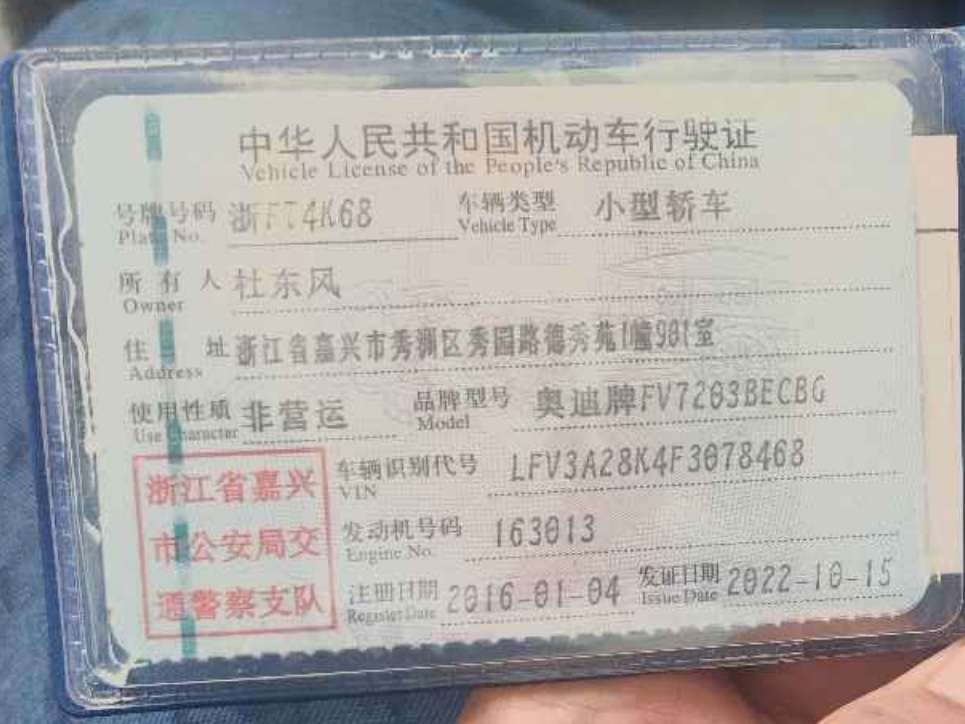 中华人民共和国机动车行驶证
Vehicle License of the People's Republic of China
号牌号码 浙F T4K68 车辆类型 小型轿车
Plate No. Vehicle Type
所有人 杜东风
Owner
住址 浙江省嘉兴市秀洲区秀园路德秀苑1幢901室
Address
使用性质 非营运 品牌型号 奥迪牌FV7203BECBG
Use Character Model
车辆识别代号 LFV3A28K4F3078468
VIN
发动机号码 163013
Engine No.
注册日期 2016-01-04 发证日期 2022-10-15
Register Date Issue Date
浙江省嘉兴
市公安局交
通警察支队